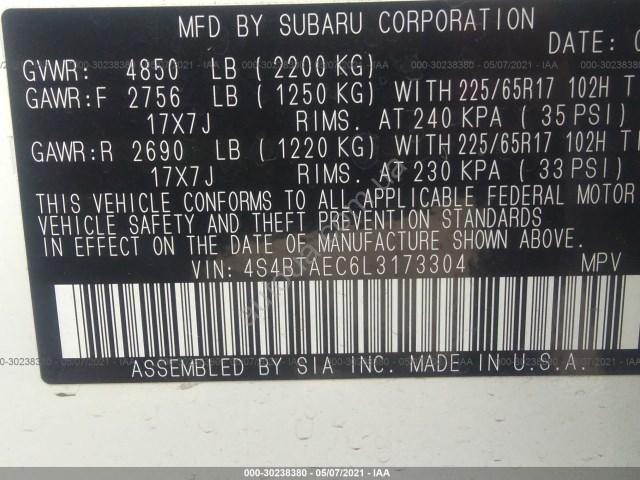 MFD BY SUBARU CORPORATION
DATE:
GVWR: 4850 LB (2200 KG)
GAWR:F 2756 LB (1250 KG) WITH 225/65R17 102H T
17X7J RIMS. AT 240 KPA (35 PSI)
GAWR:R 2690 LB (1220 KG) WITH 225/65R17 102H TI
17X7J RIMS. AT 230 KPA (33 PSI)
THIS VEHICLE CONFORMS TO ALL APPLICABLE FEDERAL MOTOR
VEHICLE SAFETY AND THEFT PREVENTION STANDARDS
IN EFFECT ON THE DATE OF MANUFACTURE SHOWN ABOVE.
VIN: 4S4BTAEC6L3173304 MPV
ASSEMBLED BY SIA INC. MADE IN U.S.A.
000-30238380 - 05/07/2021 - IAA